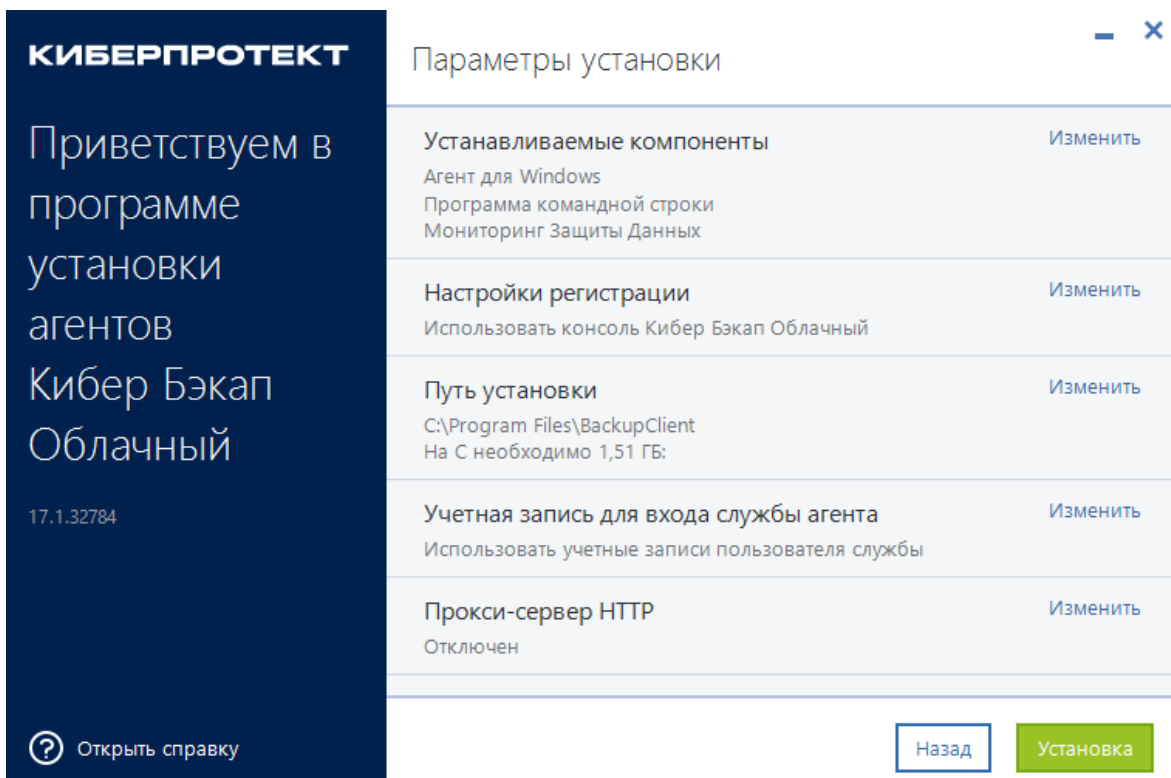 КИБЕРПРОТЕКТ
Приветствуем в
программе
установки
агентов
Кибер Бэкап
Облачный
17.1.32784
Открыть справку
Параметры установки
Устанавливаемые компоненты
Изменить
Агент для Windows
Программа командной строки
Мониторинг Защиты Данных
Настройки регистрации
Изменить
Использовать консоль Кибер Бэкап Облачный
Путь установки
Изменить
C:\Program Files\BackupClient
На C необходимо 1,51 ГБ:
Учетная запись для входа службы агента
Изменить
Использовать учетные записи пользователя службы
Прокси-сервер HTTP
Изменить
Отключен
Назад
Установка